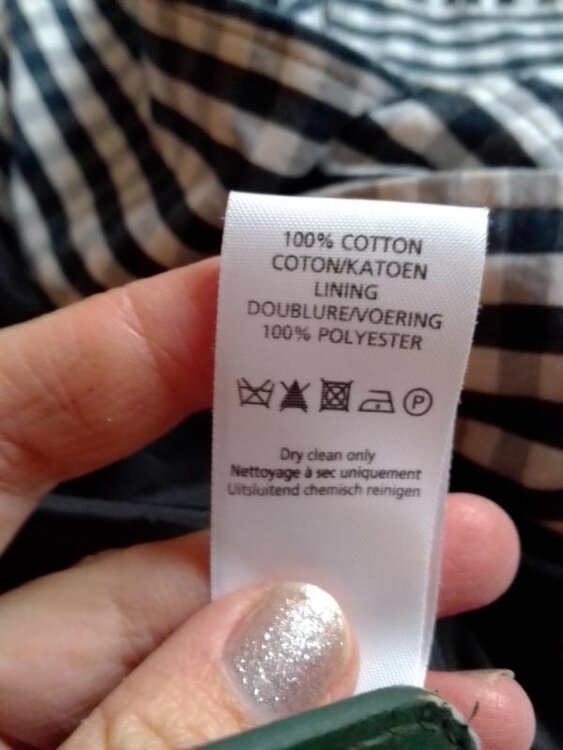 100% COTTON
COTON/KATOEN
LINING
DOUBLURE/VOERING
100% POLYESTER
P
Dry clean only
Nettoyage à sec uniquement
Uitsluitend chemisch reinigen